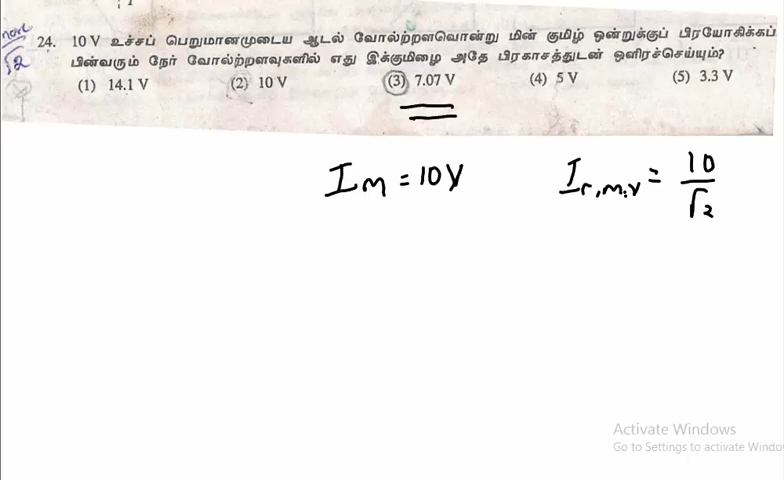 24. 10 V உச்சப் பெறுமானமுடைய ஆடல் வோல்ற்றளவொன்று மின் குமிழ் ஒன்றுக்குப் பிரயோகிக்கப்
√2 பின்வரும் நேர் வோல்ற்றளவுகளில் எது இக்குமிழை அதே பிரகாசத்துடன் ஒளிரச்செய்யும்?
(1) 14.1 V (2) 10 V (3) 7.07 V (4) 5 V (5) 3.3 V
Im = 10V Ir.m.v = 10/√2
Activate Windows
Go to Settings to activate Windo